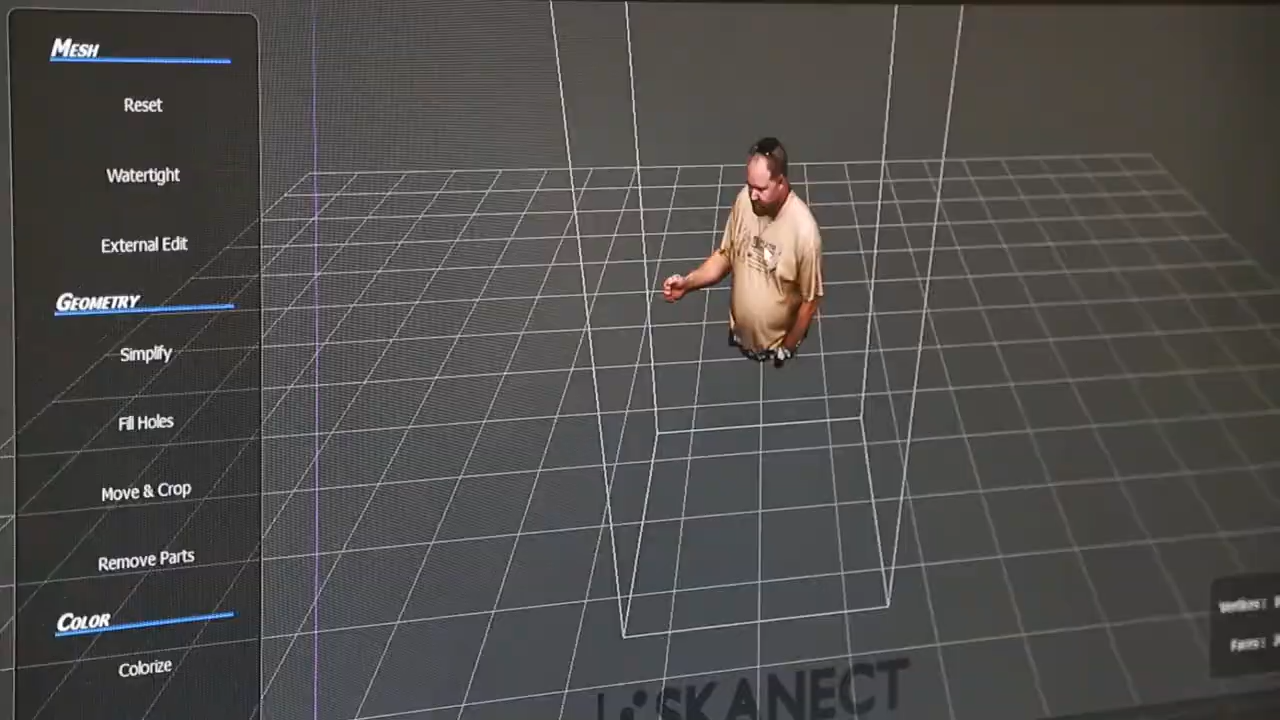 Mesh
Reset
Watertight
External Edit
Geometry
Simplify
Fill Holes
Move & Crop
Remove Parts
Color
Colorize
SKANECT